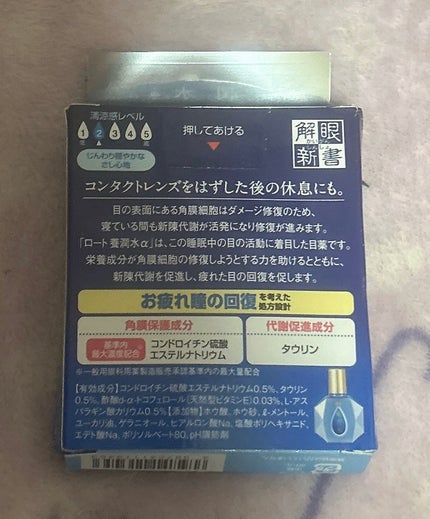 清涼感レベル
1 2 3 4 5
低 高
じんわり穏やかな
さし心地
押してあける
解眼
新書
コンタクトレンズをはずした後の休息にも。
目の表面にある角膜細胞はダメージ修復のため、
寝ている間も新陳代謝が活発になり修復が進みます。
「ロート養潤水α」は、この睡眠中の目の活動に着目した目薬です。
栄養成分が角膜細胞の修復しようとする力を助けるとともに、
新陳代謝を促進し、疲れた目の回復を促します。
お疲れ瞳の回復を考えた処方設計
角膜保護成分
基準内
最大濃度配合
コンドロイチン硫酸
エステルナトリウム
代謝促進成分
タウリン
※一般用眼科用薬製造販売承認基準内の最大量
【有効成分】コンドロイチン硫酸エステルナトリウム0.5%、タウリン
0.5%、酢酸d-α-トコフェロール[天然型ビタミンE]0.03%、L-アス
パラギン酸カリウム0.5%【添加物】ホウ酸、ホウ砂、ℓ-メントール、
ユーカリ油、ゲラニオール、ヒアルロン酸Na、塩酸ポリヘキサニド、
エデト酸Na、ポリソルベート80、pH調節剤